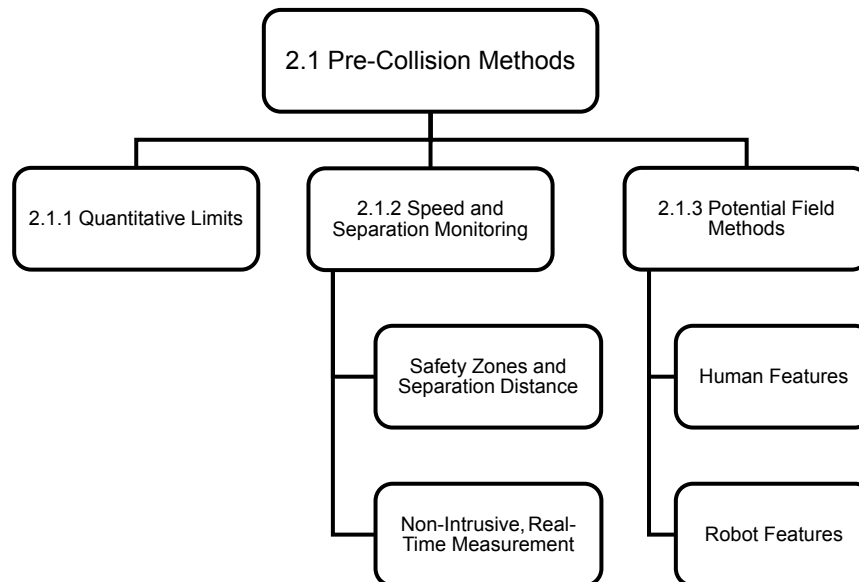 2.1 Pre-Collision Methods
2.1.1 Quantitative Limits
2.1.2 Speed and
Separation Monitoring
2.1.3 Potential Field
Methods
Safety Zones and
Separation Distance
Human Features
Non-Intrusive, Real-
Time Measurement
Robot Features